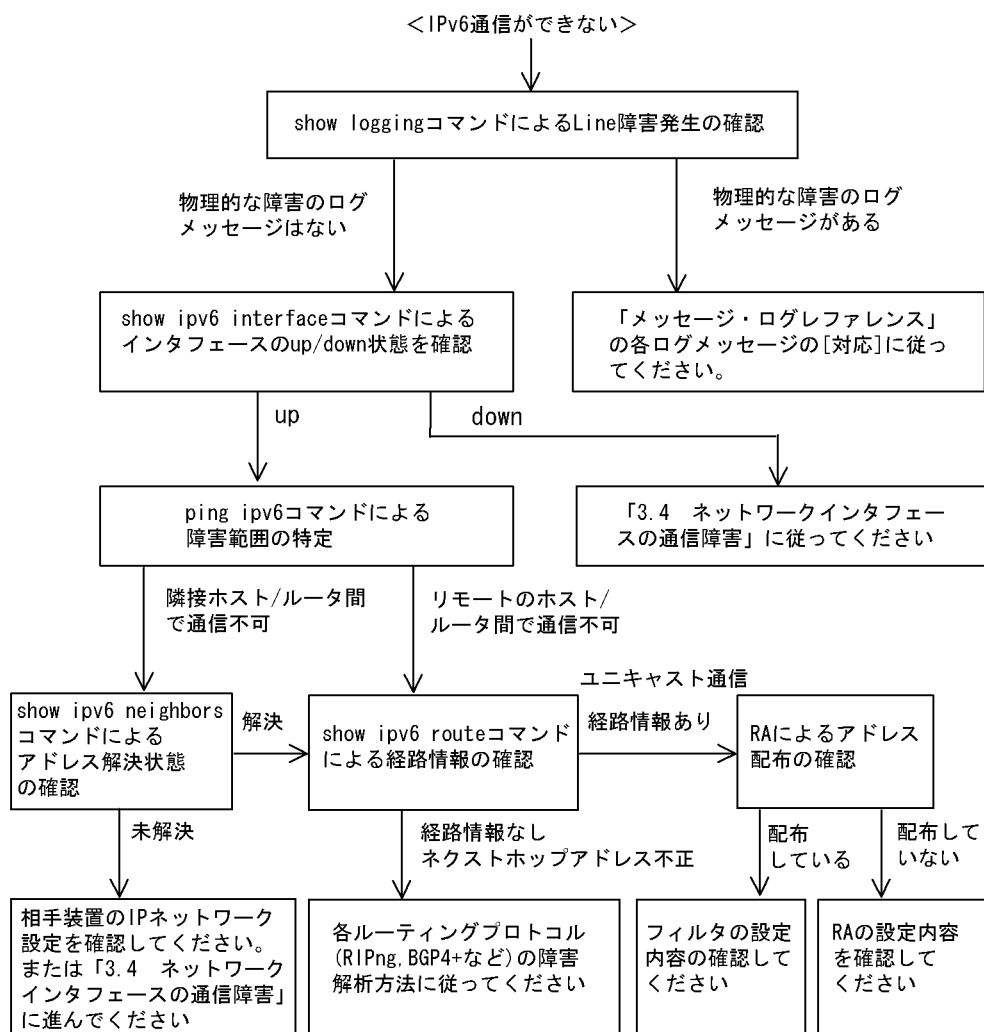 ＜IPv6通信ができない＞
show loggingコマンドによるLine障害発生の確認
物理的な障害のログ
メッセージはない
物理的な障害のログ
メッセージがある
show ipv6 interfaceコマンドによる
インタフェースのup/down状態を確認
「メッセージ・ログレファレンス」
の各ログメッセージの[対応]に従っ
てください。
up
down
ping ipv6コマンドによる
障害範囲の特定
「3.4　ネットワークインタフェー
スの通信障害」に従ってください
隣接ホスト/ルータ間
で通信不可
リモートのホスト/
ルータ間で通信不可
show ipv6 neighbors
コマンドによる
アドレス解決状態
の確認
解決
show ipv6 routeコマンド
による経路情報の確認
ユニキャスト通信
経路情報あり
RAによるアドレス
配布の確認
未解決
経路情報なし
ネクストホップアドレス不正
配布
している
配布して
いない
相手装置のIPネットワーク
設定を確認してください。
または「3.4　ネットワーク
インタフェースの通信障害」
に進んでください
各ルーティングプロトコル
(RIPng,BGP4+など)の障害
解析方法に従ってください
フィルタの設定
内容の確認して
ください
RAの設定内容
を確認して
ください